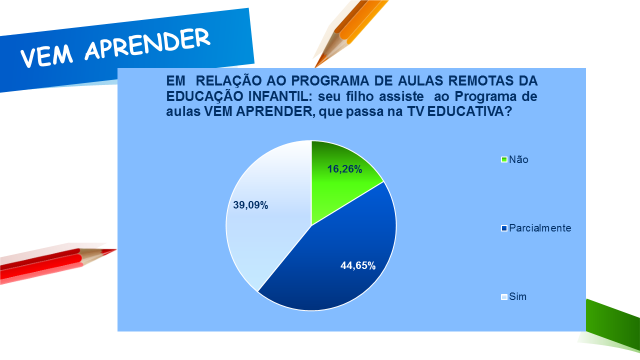 VEM APRENDER
EM RELAÇÃO AO PROGRAMA DE AULAS REMOTAS DA
EDUCAÇÃO INFANTIL: seu filho assiste ao Programa de
aulas VEM APRENDER, que passa na TV EDUCATIVA?
16,26%
Não
39,09%
Parcialmente
44,65%
Sim